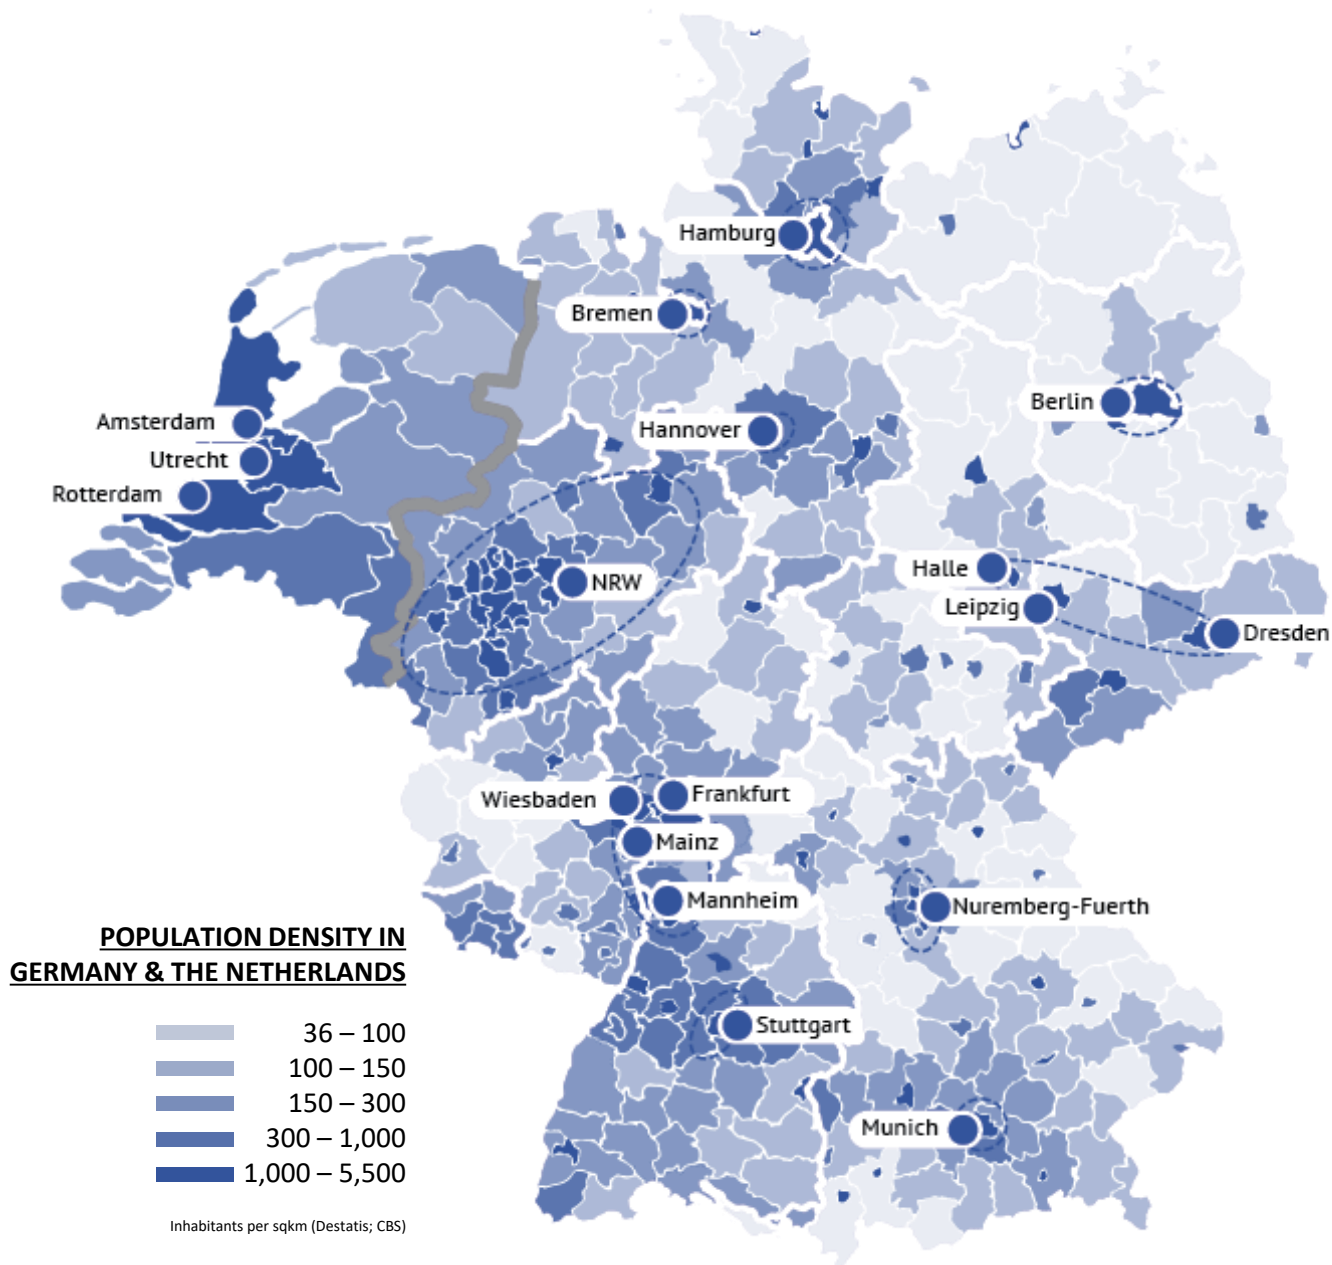 Hamburg
Bremen
Berlin
Amsterdam
Hannover
Utrecht
Rotterdam
Halle
NRW
Leipzig
Dresden
Wiesbaden
Frankfurt
Mainz
Mannheim
Nuremberg-Fuerth
POPULATION DENSITY IN
GERMANY & THE NETHERLANDS
Stuttgart
36 – 100
100 – 150
150 – 300
300 – 1,000
1,000 – 5,500
Munich
Inhabitants per sqkm (Destatis; CBS)